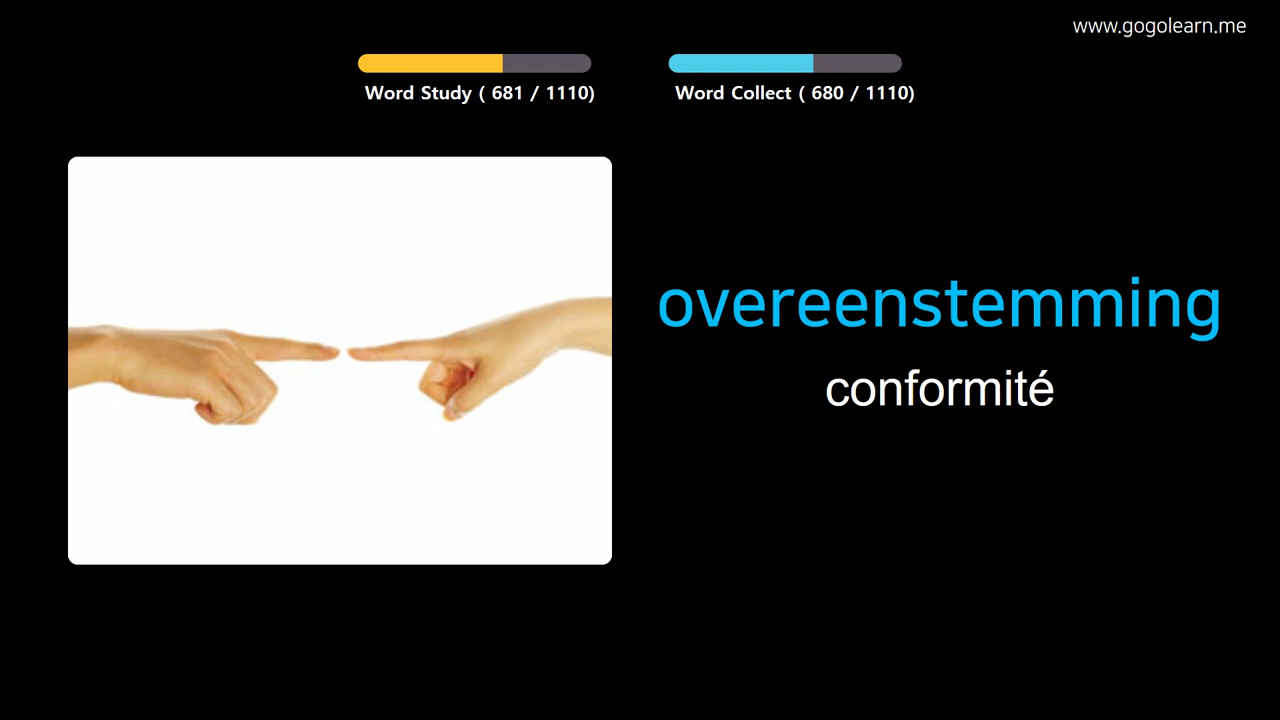 www.gogolearn.me
Word Study ( 681 / 1110)
Word Collect ( 680 / 1110)
overeenstemming
conformité